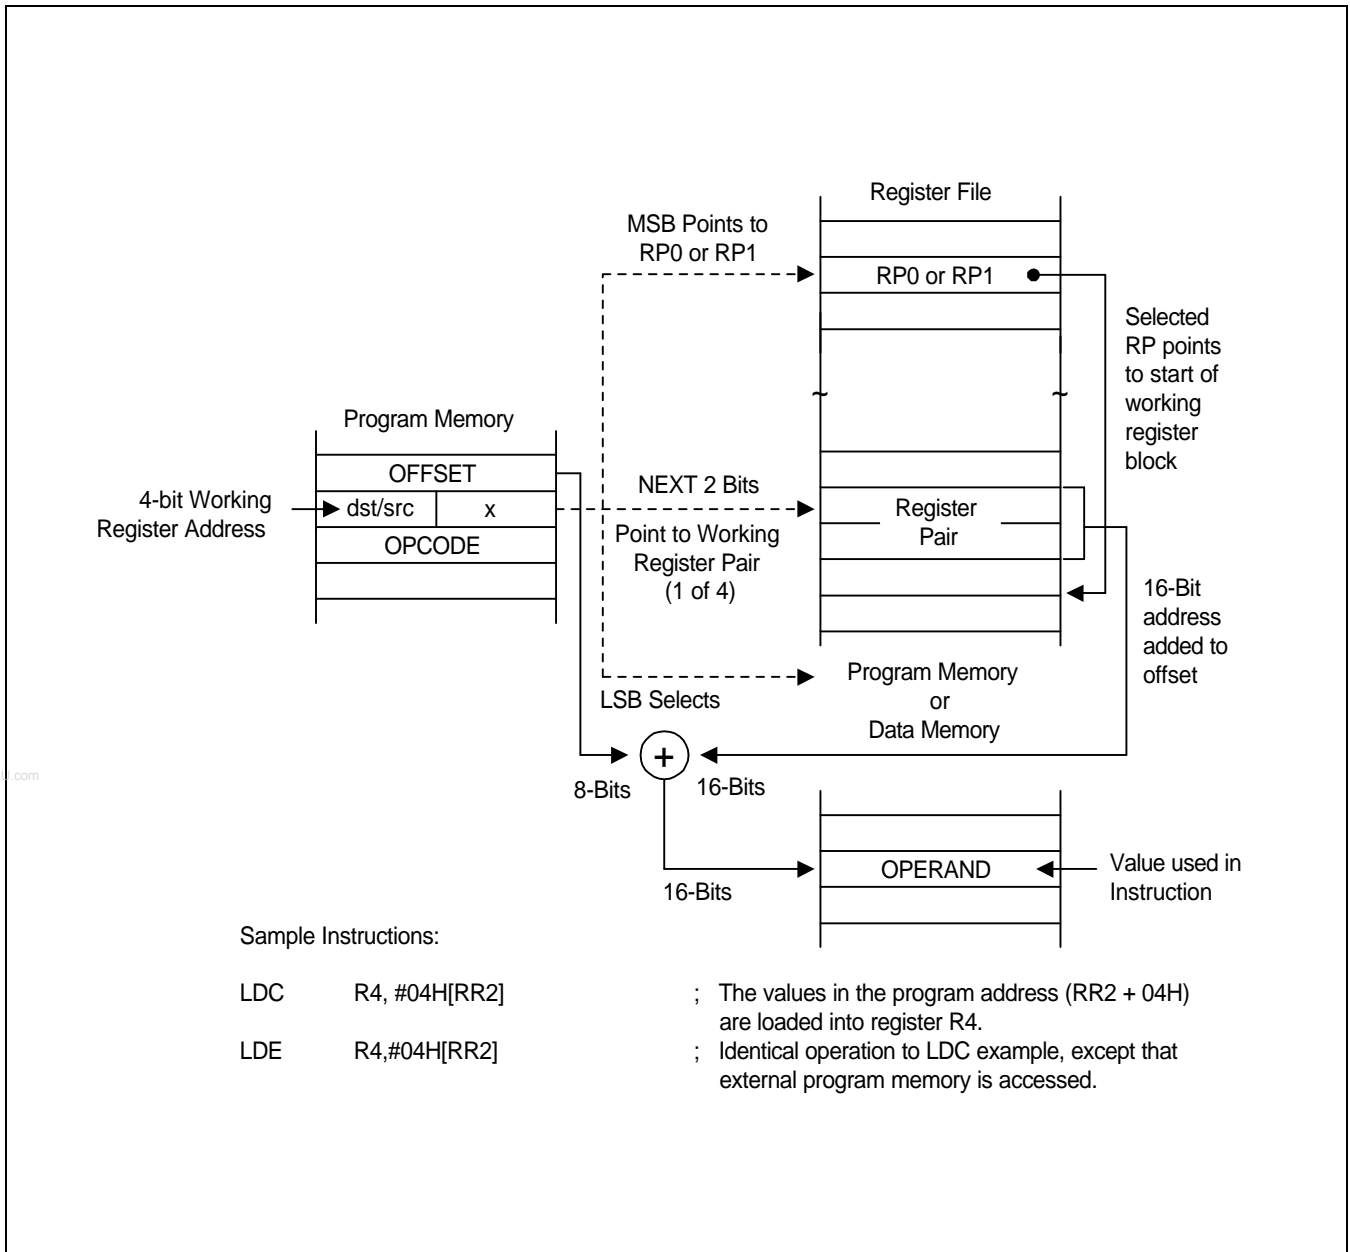 Register File
MSB Points to
RP0 or RP1
RP0 or RP1
Selected
RP points
to start of
working
register
block
~ ~
Program Memory
OFFSET
4-bit Working
Register Address
dst/src x
OPCODE
NEXT 2 Bits
Point to Working
Register Pair
(1 of 4)
Register
Pair
16-Bit
address
added to
offset
LSB Selects
Program Memory
or
Data Memory
+
8-Bits 16-Bits
U.com
16-Bits
OPERAND
Value used in
Instruction
Sample Instructions:
LDC R4, #04H[RR2] ; The values in the program address (RR2 + 04H)
are loaded into register R4.
LDE R4,#04H[RR2] ; Identical operation to LDC example, except that
external program memory is accessed.